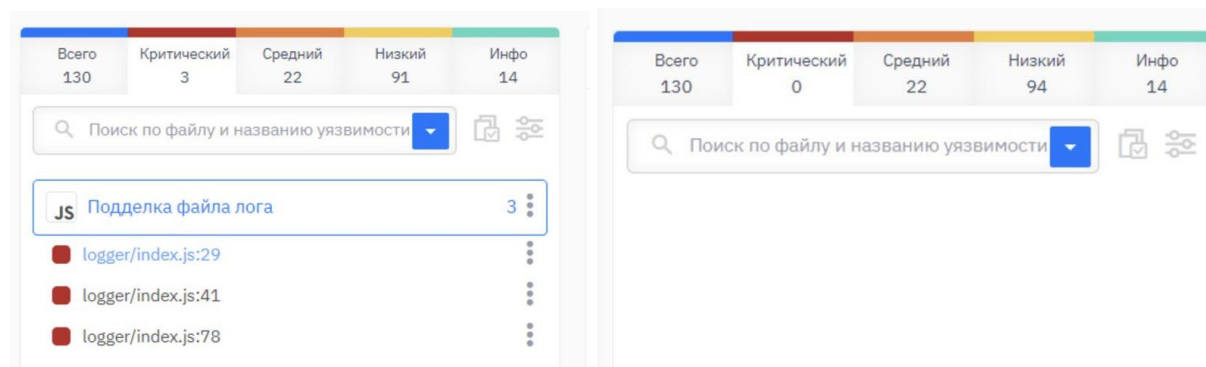 Всего Критический Средний Низкий Инфо
130 3 22 91 14
Поиск по файлу и названию уязвимости
JS Подделка файла лога 3
logger/index.js:29
logger/index.js:41
logger/index.js:78
Всего Критический Средний Низкий Инфо
130 0 22 94 14
Поиск по файлу и названию уязвимости